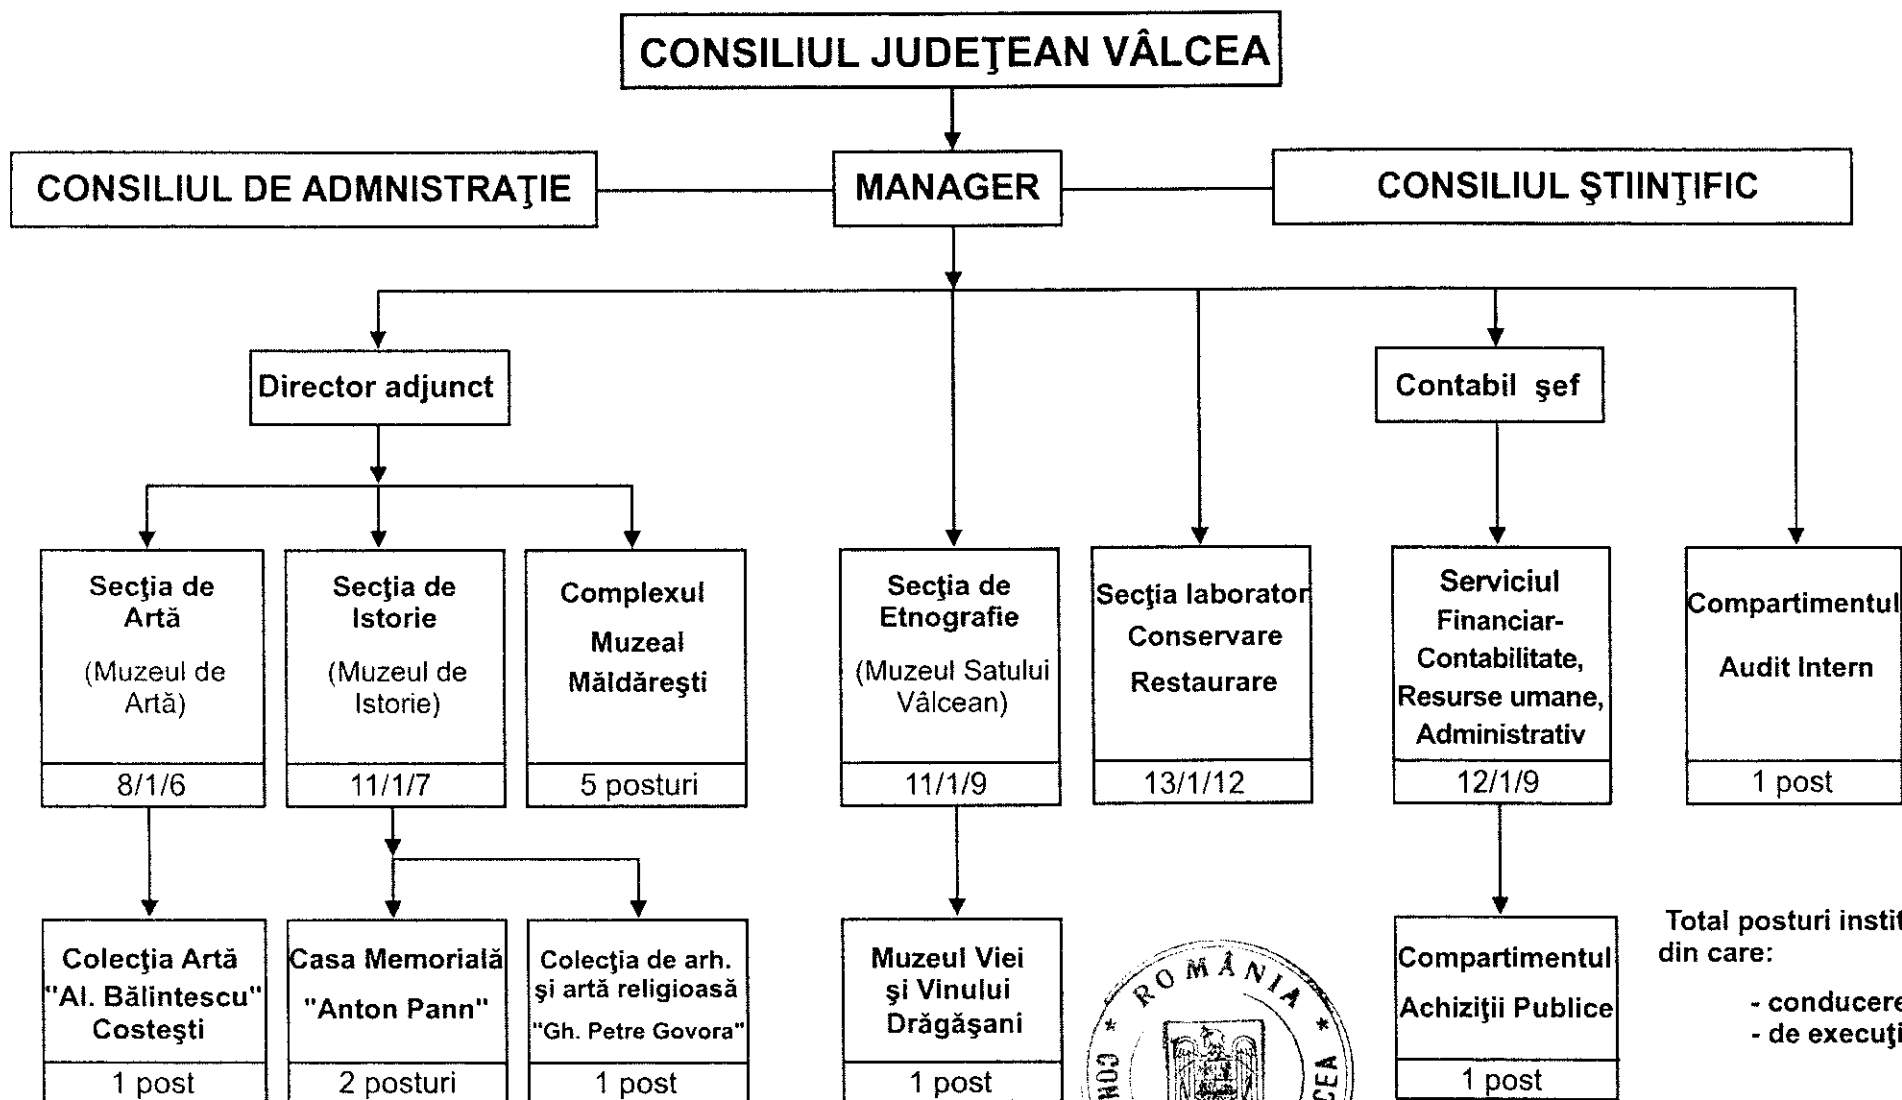 CONSILIUL JUDEŢEAN VÂLCEA
CONSILIUL DE ADMNISTRAŢIE
MANAGER
CONSILIUL ŞTIINŢIFIC
Director adjunct
Contabil şef
Secţia de
Artă
(Muzeul de
Artă)
8/1/6
Secţia de
Istorie
(Muzeul de
Istorie)
11/1/7
Complexul
Muzeal
Măldăreşti
5 posturi
Secţia de
Etnografie
(Muzeul Satului
Vâlcean)
11/1/9
Secţia laborator
Conservare
Restaurare
13/1/12
Serviciul
Financiar-
Contabilitate,
Resurse umane,
Administrativ
12/1/9
Compartimentul
Audit Intern
1 post
Colecţia Artă
"Al. Bălintescu"
Costeşti
1 post
Casa Memorială
"Anton Pann"
2 posturi
Colecţia de arh.
şi artă religioasă
"Gh. Petre Govora"
1 post
Muzeul Viei
şi Vinului
Drăgăşani
1 post
* ROMÂNIA *
Compartimentul
Achiziţii Publice
1 post
Total posturi
din care:
- conducere
- de